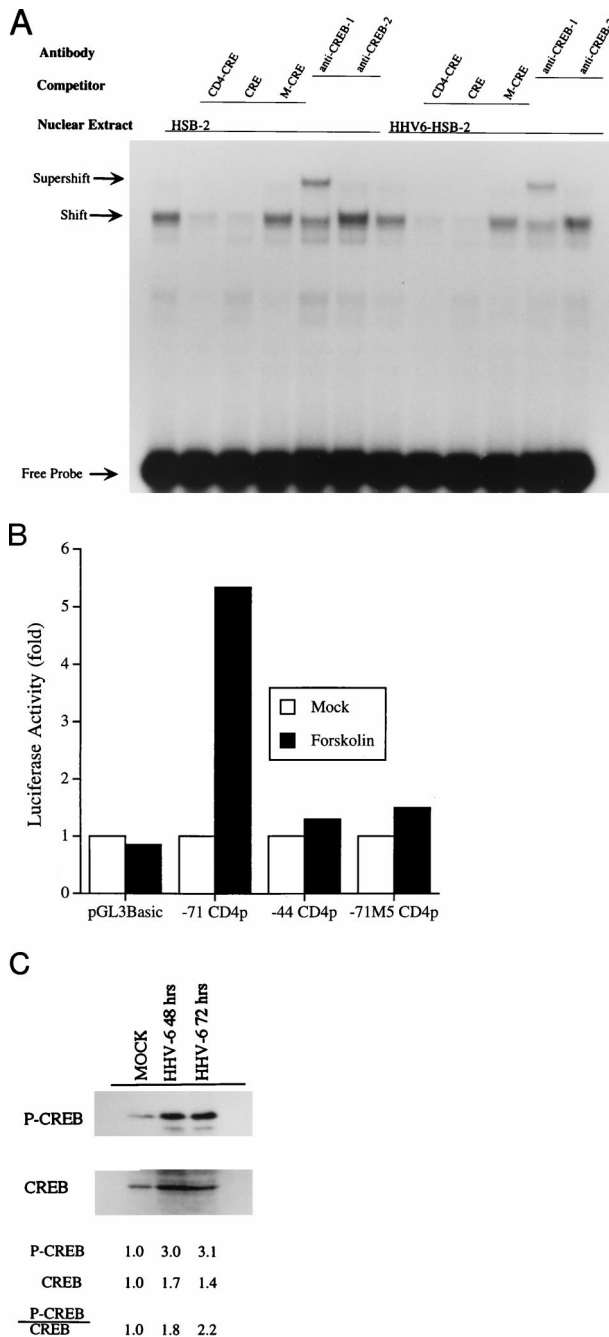 A
Antibody
anti-CREB-1
anti-CREB-2
anti-CREB-1
anti-CREB-2
Competitor
CD4-CRE
CRE
M-CRE
CD4-CRE
CRE
M-CRE
Nuclear Extract
HSB-2
HHV6-HSB-2
Supershift
Shift
Free Probe
B
Luciferase Activity (fold)
6
5
4
3
2
1
0
Mock
Forskolin
pGL3Basic
-71 CD4p
-44 CD4p
-71M5 CD4p
C
MOCK
HHV-6 48 hrs
HHV-6 72 hrs
P-CREB
CREB
P-CREB 1.0 3.0 3.1
CREB 1.0 1.7 1.4
P-CREB
CREB 1.0 1.8 2.2